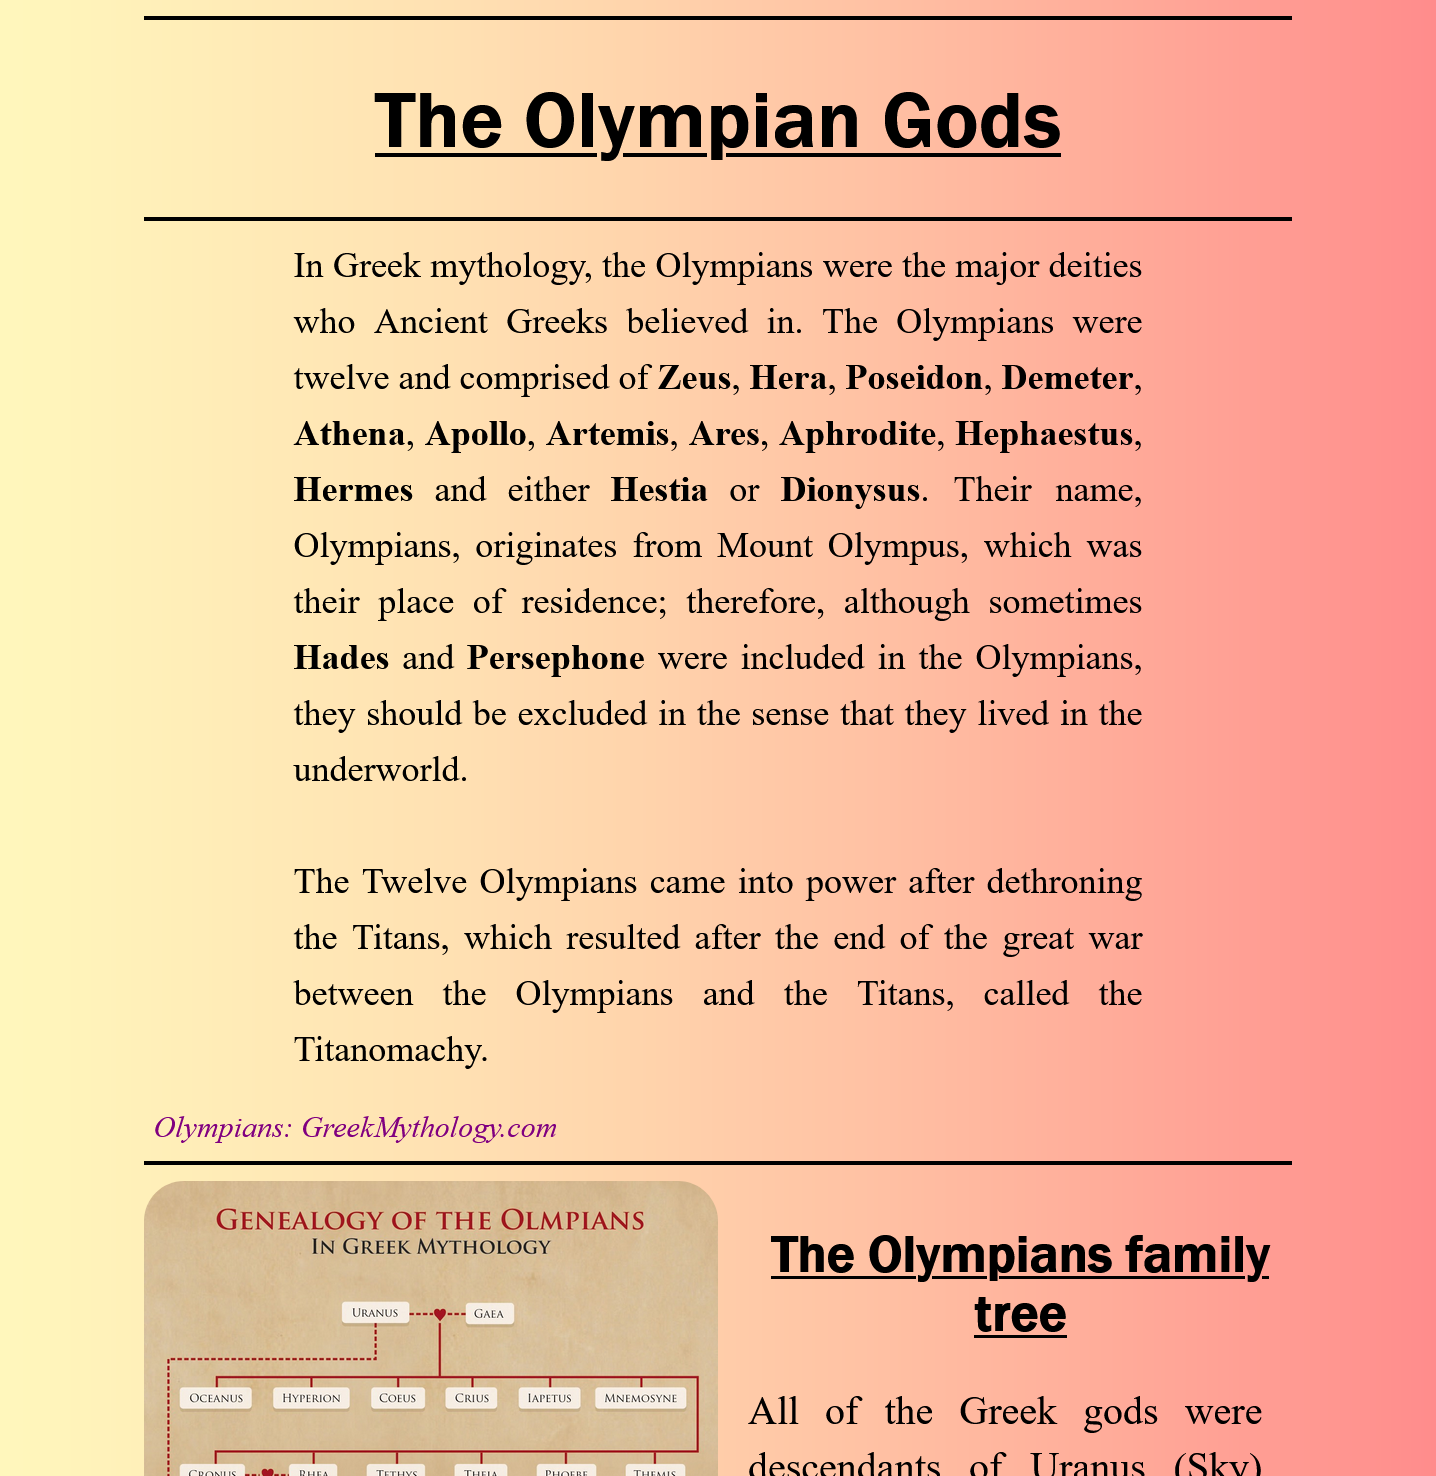 The Olympian Gods
In Greek mythology, the Olympians were the major deities
who Ancient Greeks believed in. The Olympians were
twelve and comprised of Zeus, Hera, Poseidon, Demeter,
Athena, Apollo, Artemis, Ares, Aphrodite, Hephaestus,
Hermes and either Hestia or Dionysus. Their name,
Olympians, originates from Mount Olympus, which was
their place of residence; therefore, although sometimes
Hades and Persephone were included in the Olympians,
they should be excluded in the sense that they lived in the
underworld.
The Twelve Olympians came into power after dethroning
the Titans, which resulted after the end of the great war
between the Olympians and the Titans, called the
Titanomachy.
Olympians: GreekMythology.com
Genealogy of the Olmpians
In Greek Mythology
Uranus Gaea
Oceanus Hyperion Coeus Crius Iapetus Mnemosyne
Cronus Rhea Tethys Theia Phoebe Themis
The Olympians family
tree
All of the Greek gods were
descendants of Uranus (Sky)